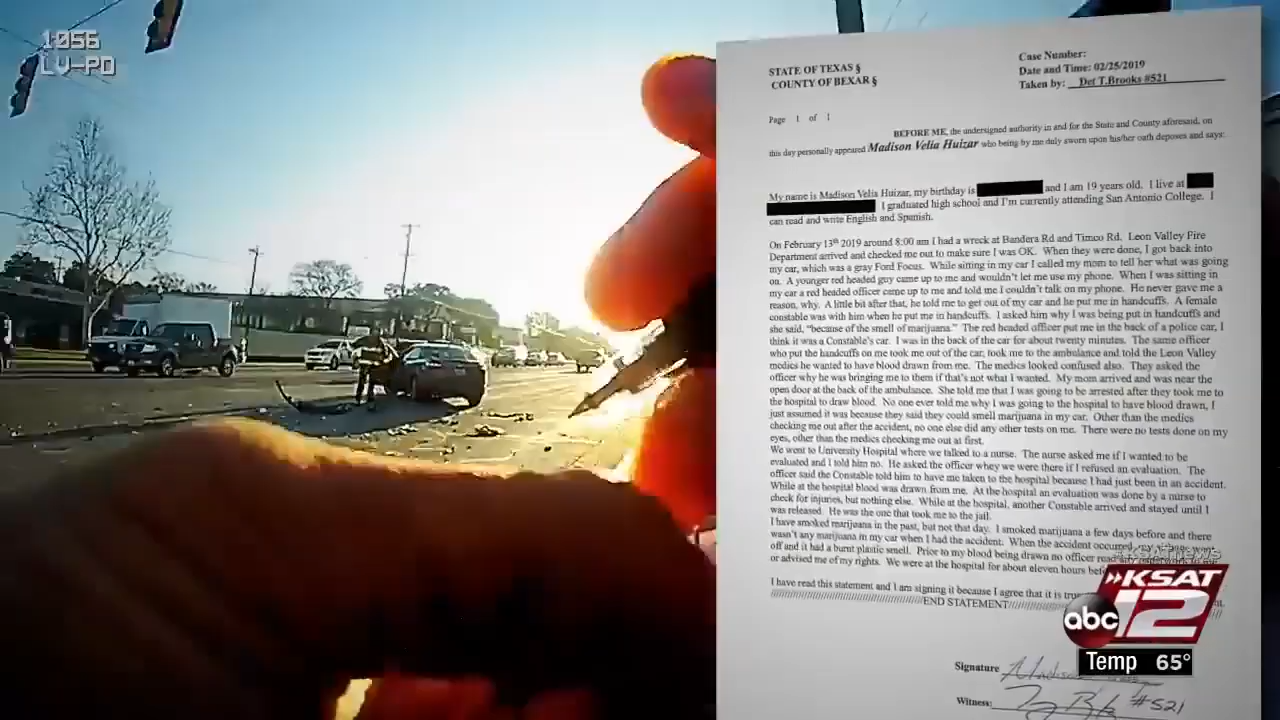 1056
LV-PD
STATE OF TEXAS §
COUNTY OF BEXAR §
Case Number:
Date and Time: 02/25/2019
Taken by: Det T.Brooks #521
Page 1 of 1
BEFORE ME, the undersigned authority in and for the State and County aforesaid, on
this day personally appeared Madison Velia Huizar who being by me duly sworn upon his/her oath deposes and says:
My name is Madison Velia Huizar, my birthday is and I am 19 years old. I live at
I graduated high school and I'm currently attending San Antonio College. I
can read and write English and Spanish.
On February 13th 2019 around 8:00 am I had a wreck at Bandera Rd and Timco Rd. Leon Valley Fire
Department arrived and checked me out to make sure I was OK. When they were done, I got back into
my car, which was a gray Ford Focus. While sitting in my car I called my mom to tell her what was going
on. A younger red headed guy came up to me and wouldn't let me use my phone. When I was sitting in
my car a red headed officer came up to me and told me I couldn't talk on my phone. He never gave me a
reason, why. A little bit after that, he told me to get out of my car and he put me in handcuffs. A female
constable was with him when he put me in handcuffs. I asked him why I was being put in handcuffs and
she said, "because of the smell of marijuana." The red headed officer put me in the back of a police car, I
think it was a Constable's car. I was in the back of the car for about twenty minutes. The same officer
who put the handcuffs on me took me out of the car, took me to the ambulance and told the Leon Valley
medics he wanted to have blood drawn from me. The medics looked confused also. They asked the
officer why he was bringing me to them if that's not what I wanted. My mom arrived and was near the
open door at the back of the ambulance. She told me that I was going to be arrested after they took me to
the hospital to draw blood. No one ever told me why I was going to the hospital to have blood drawn, I
just assumed it was because they said they could smell marijuana in my car. Other than the medics
checking me out after the accident, no one else did any other tests on me. There were no tests done on my
eyes, other than the medics checking me out at first.
We went to University Hospital where we talked to a nurse. The nurse asked me if I wanted to be
evaluated and I told him no. He asked the officer whey we were there if I refused an evaluation. The
officer said the Constable told him to have me taken to the hospital because I had just been in an accident.
While at the hospital blood was drawn from me. At the hospital an evaluation was done by a nurse to
check for injuries, but nothing else. While at the hospital, another Constable arrived and stayed until I
was released. He was the one that took me to the jail.
I have smoked marijuana in the past, but not that day. I smoked marijuana a few days before and there
wasn't any marijuana in my car when I had the accident. When the accident occurred,
off and it had a burnt plastic smell. Prior to my blood being drawn no officer
or advised me of my rights. We were at the hospital for about eleven hours
I have read this statement and I am signing it because I agree that it is
END STATEMENT
Signature
Witness: #521
KSAT
abc 12
Temp 65°